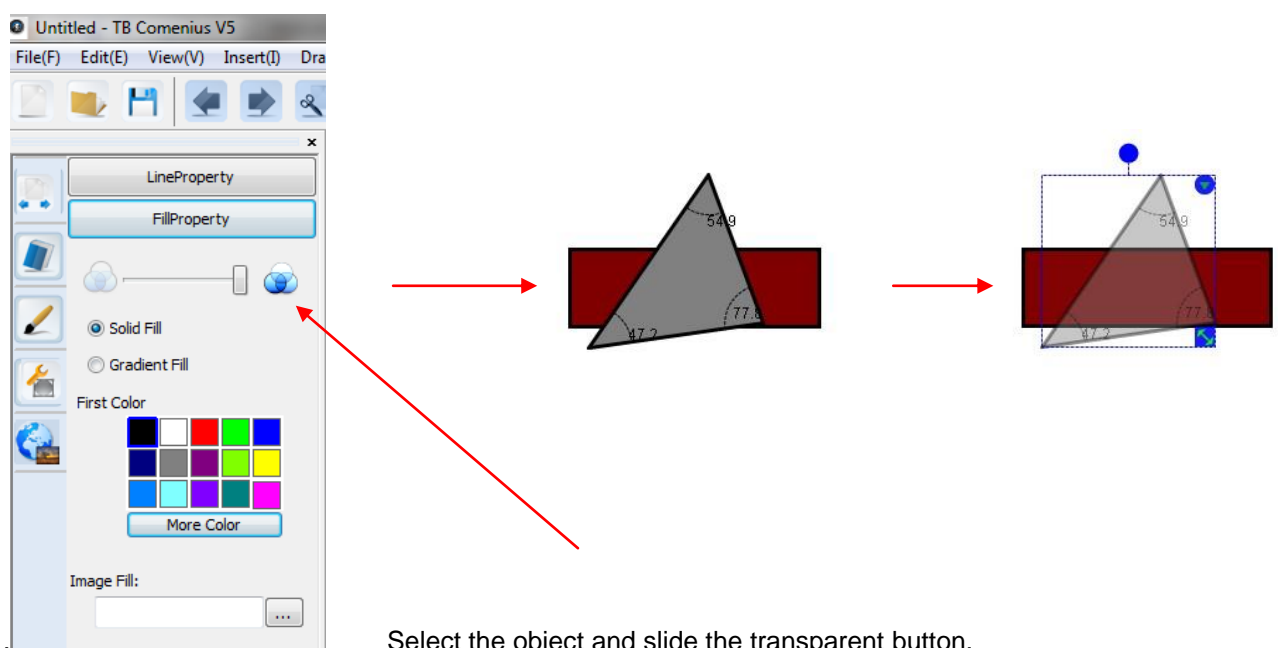 Untitled - TB Comenius V5
File(F) Edit(E) View(V) Insert(I) Dra
LineProperty
FillProperty
Solid Fill
Gradient Fill
First Color
More Color
Image Fill:
...
54.9
77.8
47.2
54.9
77.8
47.2
Select the object and slide the transparent button.